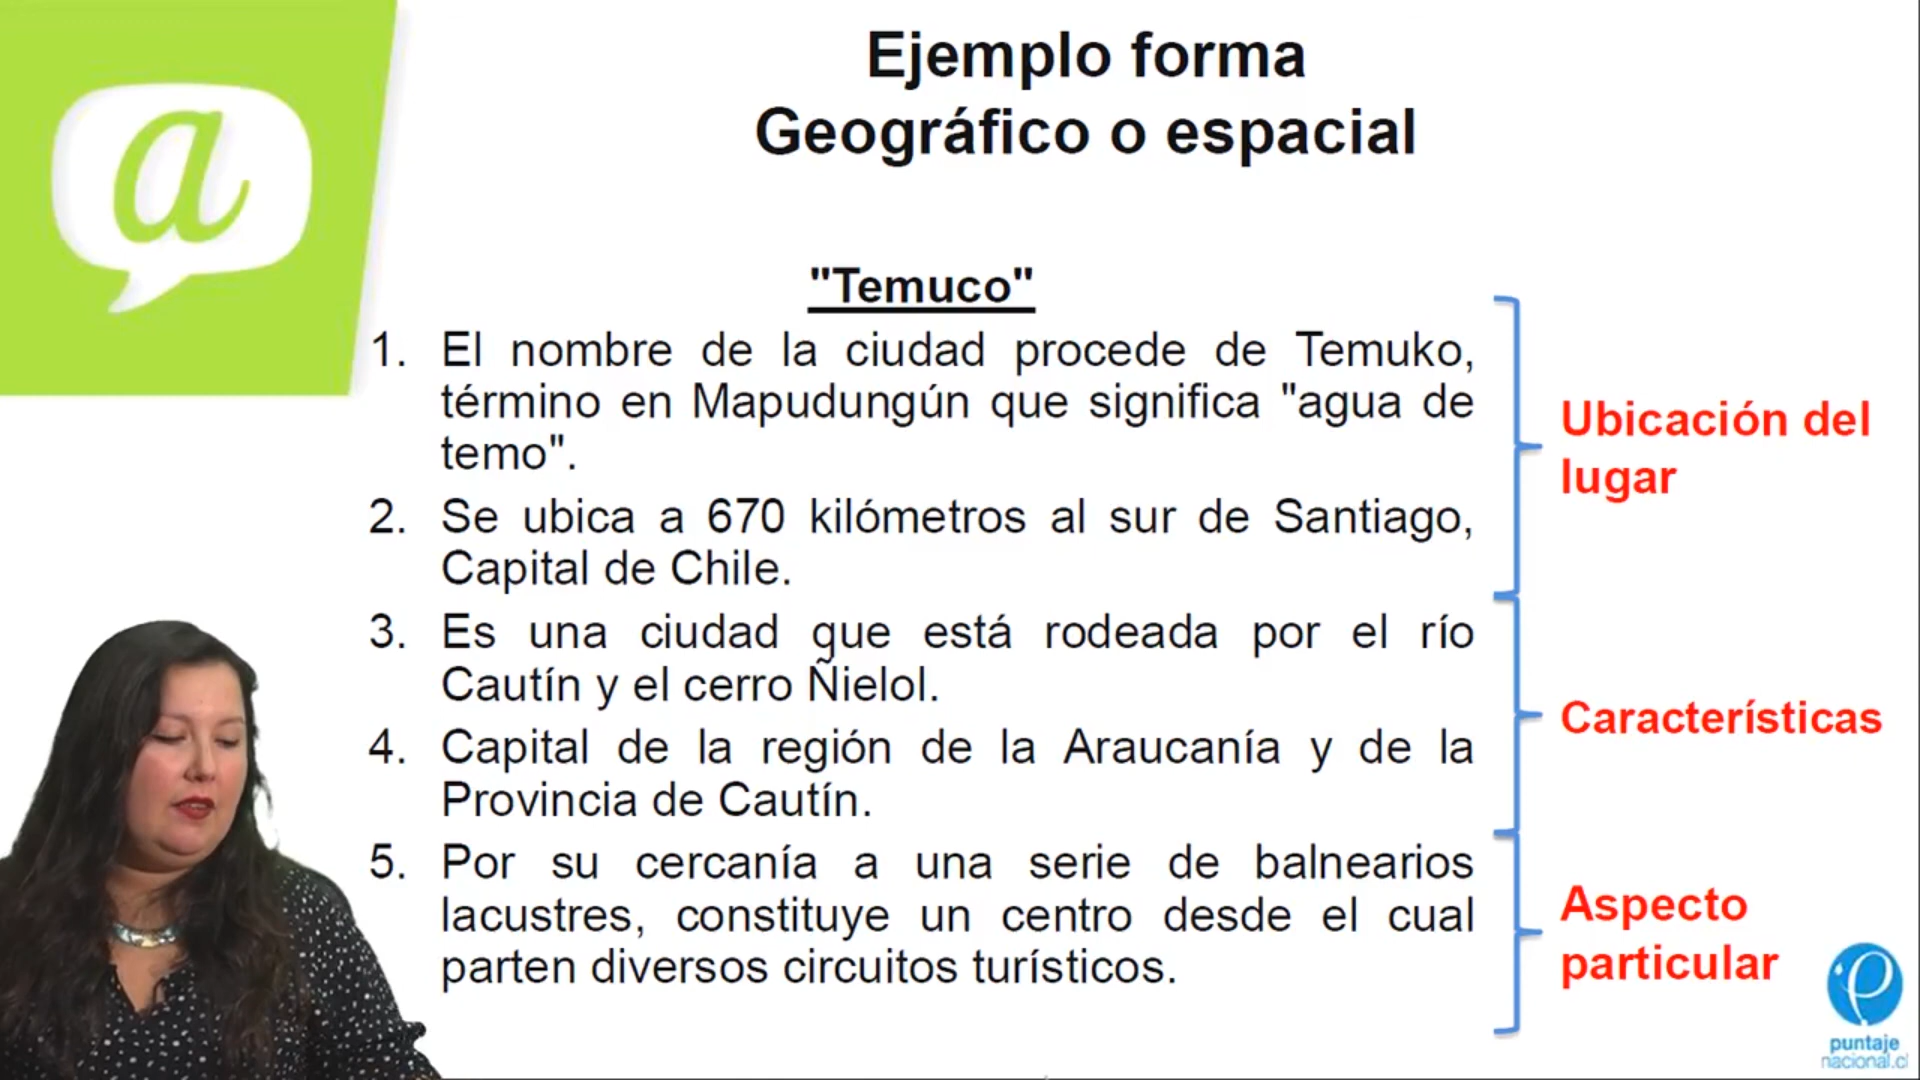 a
Ejemplo forma
Geográfico o espacial
"Temuco"
1. El nombre de la ciudad procede de Temuko,
término en Mapudungún que significa "agua de
temo".
2. Se ubica a 670 kilómetros al sur de Santiago,
Capital de Chile.
3. Es una ciudad que está rodeada por el río
Cautín y el cerro Ñielol.
4. Capital de la región de la Araucanía y de la
Provincia de Cautín.
5. Por su cercanía a una serie de balnearios
lacustres, constituye un centro desde el cual
parten diversos circuitos turísticos.
Ubicación del
lugar
Características
Aspecto
particular
puntaje
nacional.cl